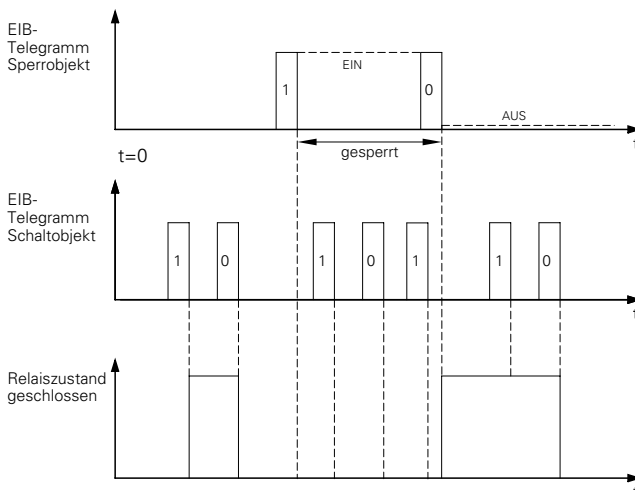 EIB-
Telegramm
Sperrobjekt
1
EIN
0
AUS
t
t=0
gesperrt
EIB-
Telegramm
Schaltobjekt
1 0 1 0 1 1 0
t
Relaiszustand
geschlossen
t